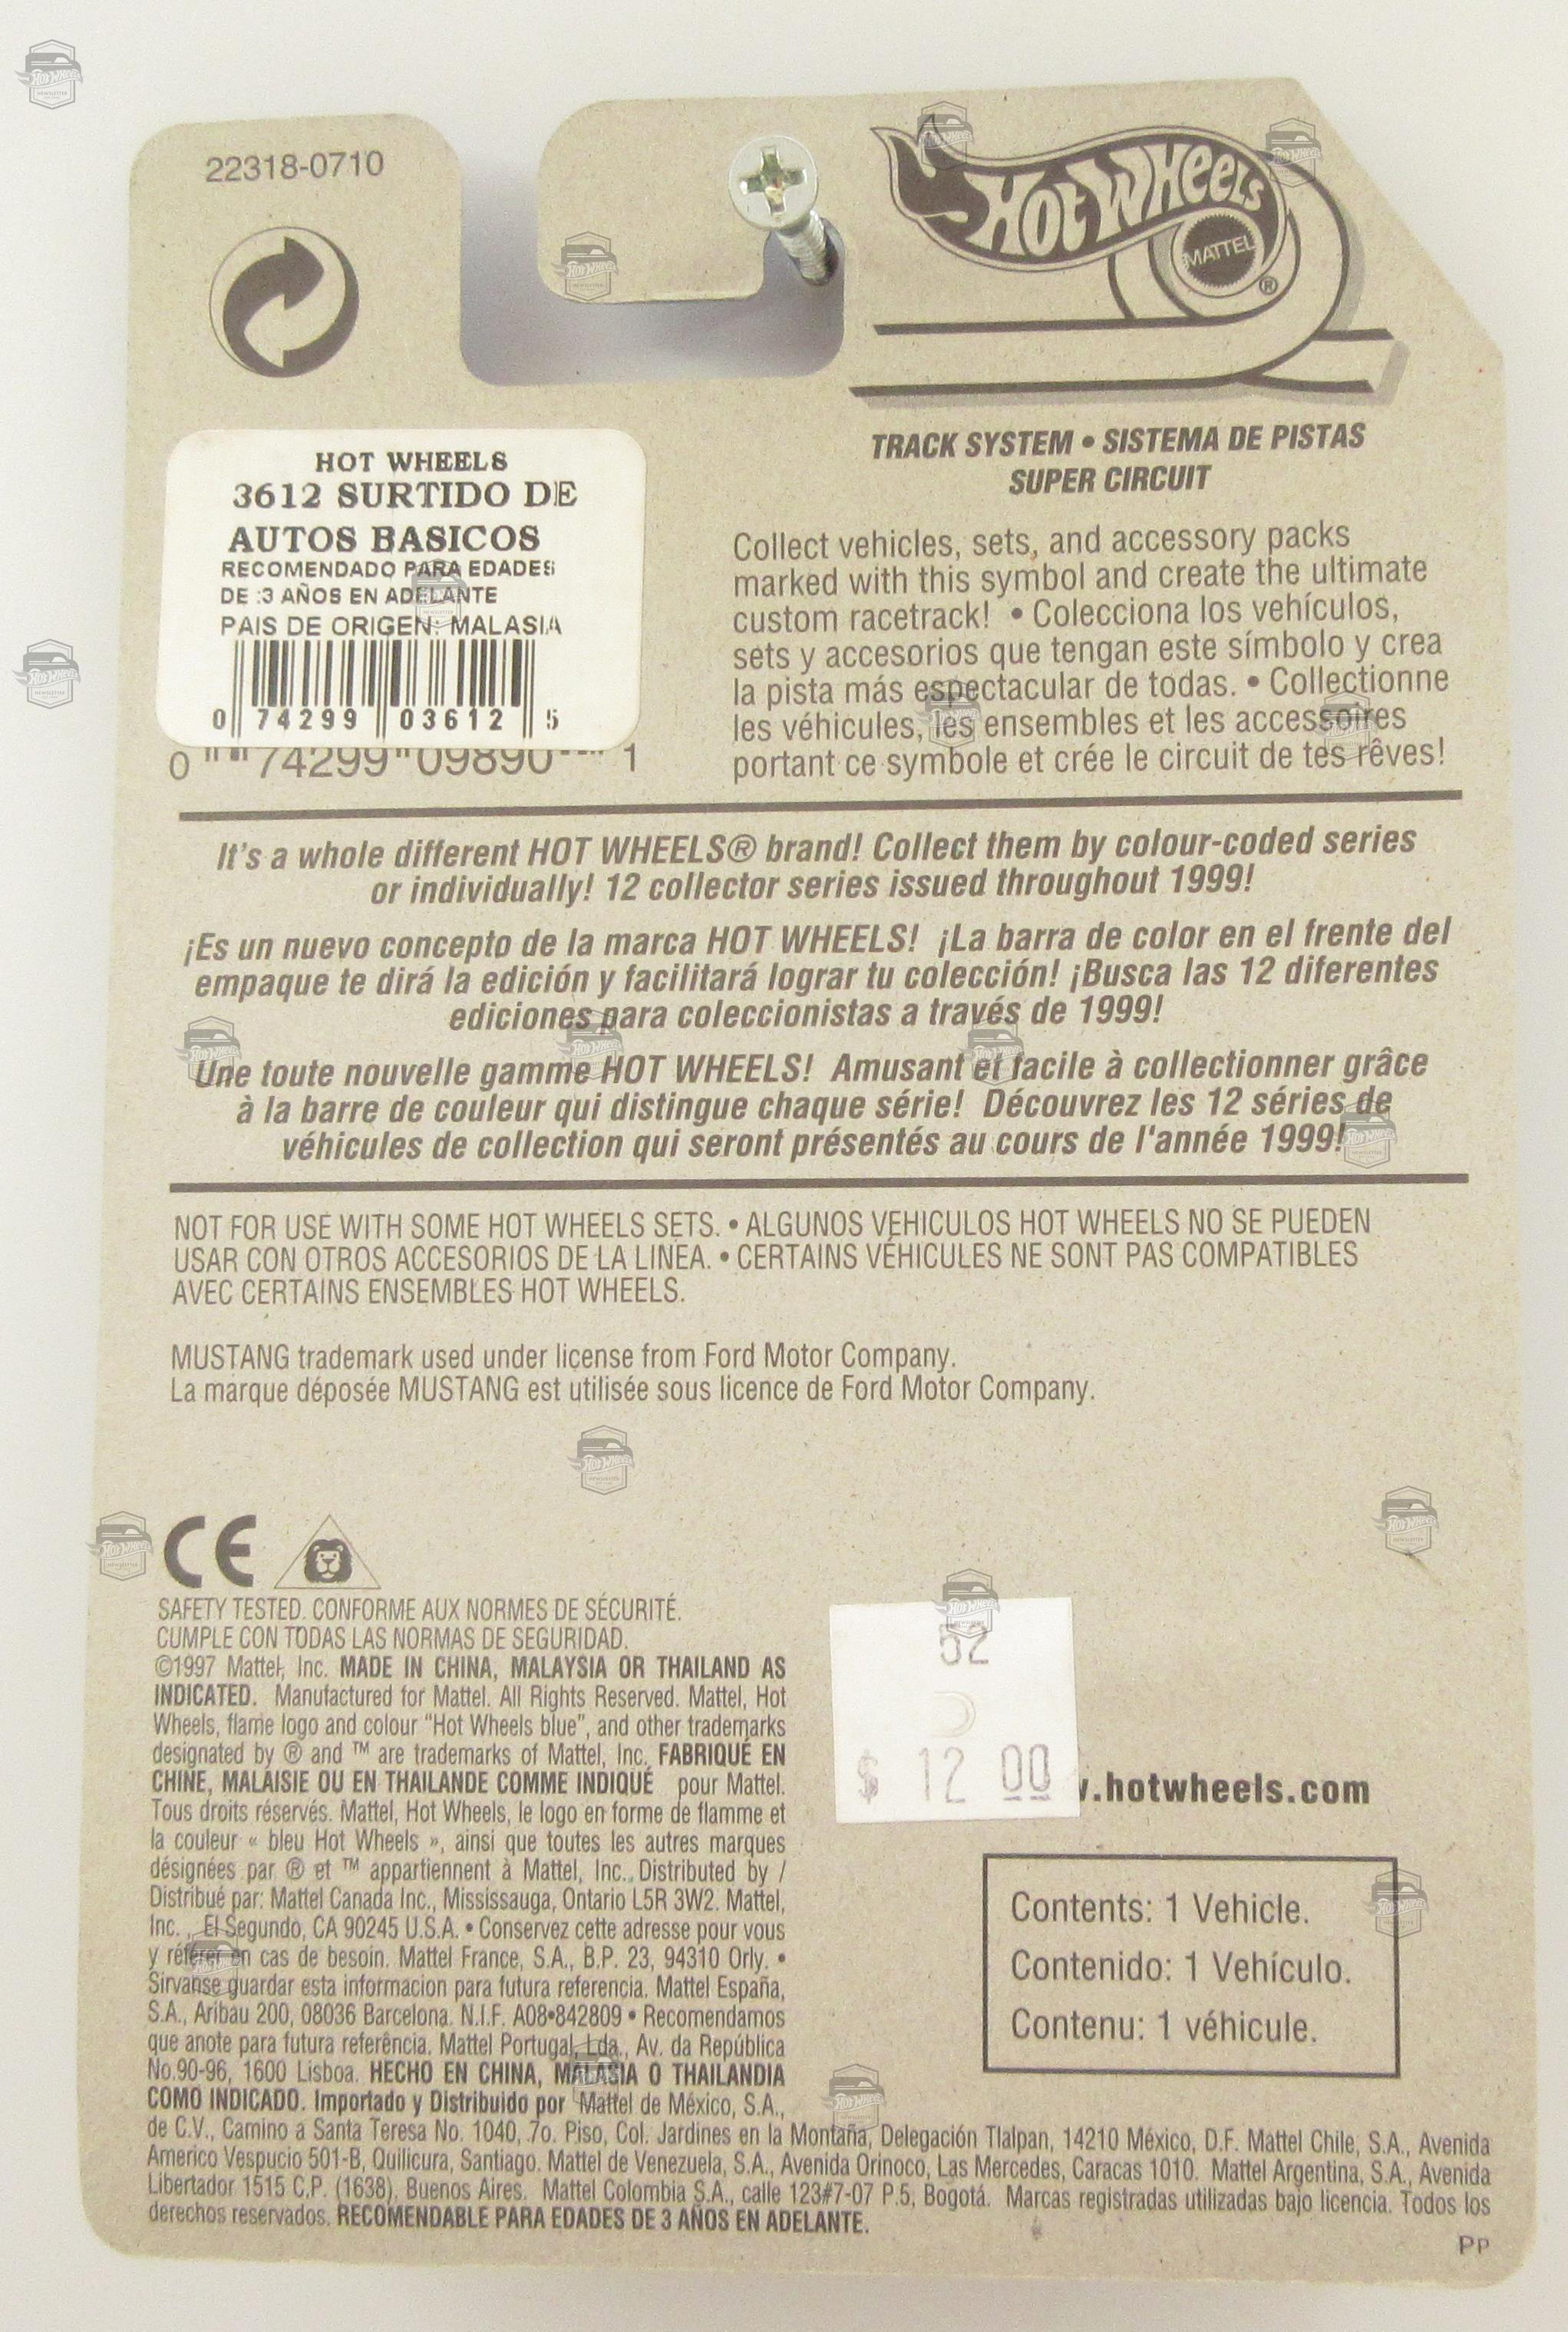 22318-0710
HOT WHEELS
MATTEL
®
TRACK SYSTEM • SISTEMA DE PISTAS
SUPER CIRCUIT
HOT WHEELS
3612 SURTIDO DE
AUTOS BASICOS
RECOMENDADO PARA EDADES
DE :3 AÑOS EN ADELANTE
PAIS DE ORIGEN: MALASIA
0 74299 03612 5
0 74299 09890 1
Collect vehicles, sets, and accessory packs
marked with this symbol and create the ultimate
custom racetrack! • Colecciona los vehículos,
sets y accesorios que tengan este símbolo y crea
la pista más espectacular de todas. • Collectionne
les véhicules, les ensembles et les accessoires
portant ce symbole et crée le circuit de tes rêves!
It's a whole different HOT WHEELS® brand! Collect them by colour-coded series
or individually! 12 collector series issued throughout 1999!
¡Es un nuevo concepto de la marca HOT WHEELS! ¡La barra de color en el frente del
empaque te dirá la edición y facilitará lograr tu colección! ¡Busca las 12 diferentes
ediciones para coleccionistas a través de 1999!
Une toute nouvelle gamme HOT WHEELS! Amusant et facile à collectionner grâce
à la barre de couleur qui distingue chaque série! Découvrez les 12 séries de
véhicules de collection qui seront présentés au cours de l'année 1999!
NOT FOR USE WITH SOME HOT WHEELS SETS. • ALGUNOS VEHICULOS HOT WHEELS NO SE PUEDEN
USAR CON OTROS ACCESORIOS DE LA LINEA. • CERTAINS VÉHICULES NE SONT PAS COMPATIBLES
AVEC CERTAINS ENSEMBLES HOT WHEELS.
MUSTANG trademark used under license from Ford Motor Company.
La marque déposée MUSTANG est utilisée sous licence de Ford Motor Company.
CE
SAFETY TESTED. CONFORME AUX NORMES DE SÉCURITÉ.
CUMPLE CON TODAS LAS NORMAS DE SEGURIDAD.
©1997 Mattel, Inc. MADE IN CHINA, MALAYSIA OR THAILAND AS
INDICATED. Manufactured for Mattel. All Rights Reserved. Mattel, Hot
Wheels, flame logo and colour "Hot Wheels blue", and other trademarks
designated by ® and ™ are trademarks of Mattel, Inc. FABRIQUÉ EN
CHINE, MALAISIE OU EN THAILANDE COMME INDIQUÉ pour Mattel.
Tous droits réservés. Mattel, Hot Wheels, le logo en forme de flamme et
la couleur « bleu Hot Wheels », ainsi que toutes les autres marques
désignées par ® et ™ appartiennent à Mattel, Inc. Distributed by /
Distribué par: Mattel Canada Inc., Mississauga, Ontario L5R 3W2. Mattel,
Inc., El Segundo, CA 90245 U.S.A. • Conservez cette adresse pour vous
y référer en cas de besoin. Mattel France, S.A., B.P. 23, 94310 Orly. •
Sirvanse guardar esta informacion para futura referencia. Mattel España,
S.A., Aribau 200, 08036 Barcelona. N.I.F. A08•842809 • Recomendamos
que anote para futura referência. Mattel Portugal, Lda., Av. da República
No.90-96, 1600 Lisboa. HECHO EN CHINA, MALASIA O THAILANDIA
COMO INDICADO. Importado y Distribuido por Mattel de México, S.A.,
de C.V., Camino a Santa Teresa No. 1040, 7o. Piso, Col. Jardines en la Montaña, Delegación Tlalpan, 14210 México, D.F. Mattel Chile, S.A., Avenida
Americo Vespucio 501-B, Quilicura, Santiago. Mattel de Venezuela, S.A., Avenida Orinoco, Las Mercedes, Caracas 1010. Mattel Argentina, S.A., Avenida
Libertador 1515 C.P. (1638), Buenos Aires. Mattel Colombia S.A., calle 123#7-07 P.5, Bogotá. Marcas registradas utilizadas bajo licencia. Todos los
derechos reservados. RECOMENDABLE PARA EDADES DE 3 AÑOS EN ADELANTE.
52
$ 12 00
.hotwheels.com
Contents: 1 Vehicle.
Contenido: 1 Vehículo.
Contenu: 1 véhicule.
PP